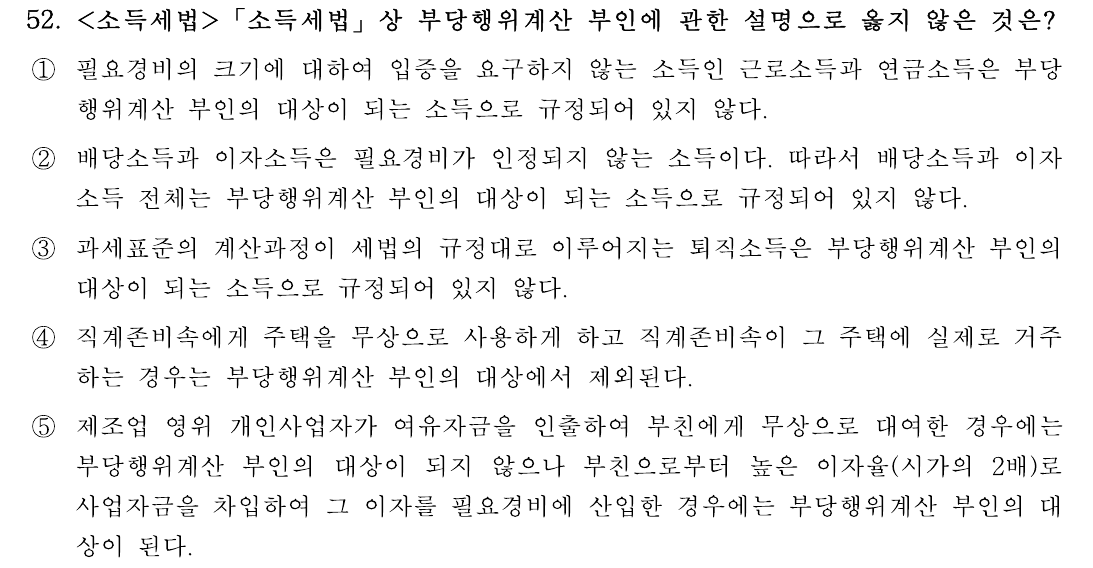 52. <소득세법>「소득세법」상 부당행위계산 부인에 관한 설명으로 옳지 않은 것은?
① 필요경비의 크기에 대하여 입증을 요구하지 않는 소득인 근로소득과 연금소득은 부당
행위계산 부인의 대상이 되는 소득으로 규정되어 있지 않다.
② 배당소득과 이자소득은 필요경비가 인정되지 않는 소득이다. 따라서 배당소득과 이자
소득 전체는 부당행위계산 부인의 대상이 되는 소득으로 규정되어 있지 않다.
③ 과세표준의 계산과정이 세법의 규정대로 이루어지는 퇴직소득은 부당행위계산 부인의
대상이 되는 소득으로 규정되어 있지 않다.
④ 직계존비속에게 주택을 무상으로 사용하게 하고 직계존비속이 그 주택에 실제로 거주
하는 경우는 부당행위계산 부인의 대상에서 제외된다.
⑤ 제조업 영위 개인사업자가 여유자금을 인출하여 부친에게 무상으로 대여한 경우에는
부당행위계산 부인의 대상이 되지 않으나 부친으로부터 높은 이자율(시가의 2배)로
사업자금을 차입하여 그 이자를 필요경비에 산입한 경우에는 부당행위계산 부인의 대
상이 된다.